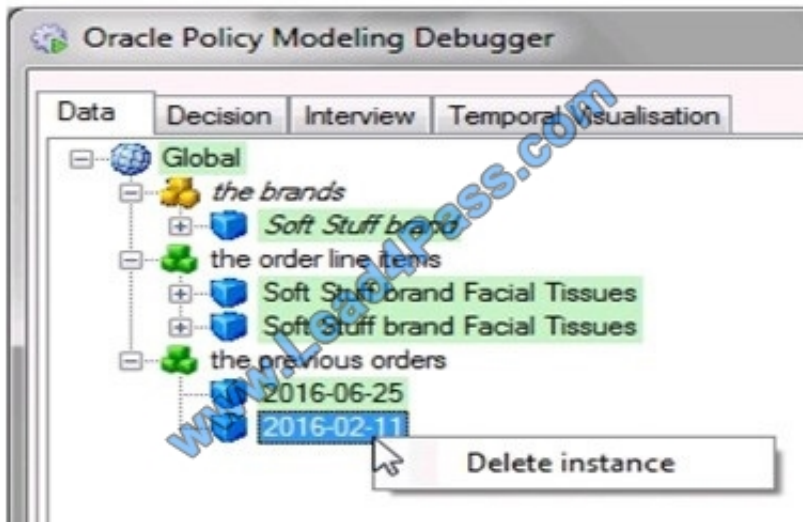 Oracle Policy Modeling Debugger
Data Decision Interview Temporal Visualisation
Global
the brands
Soft Stuff brand
the order line items
Soft Stuff brand Facial Tissues
Soft Stuff brand Facial Tissues
the previous orders
2016-06-25
2016-02-11
Delete instance
www.Lead4Pass.com